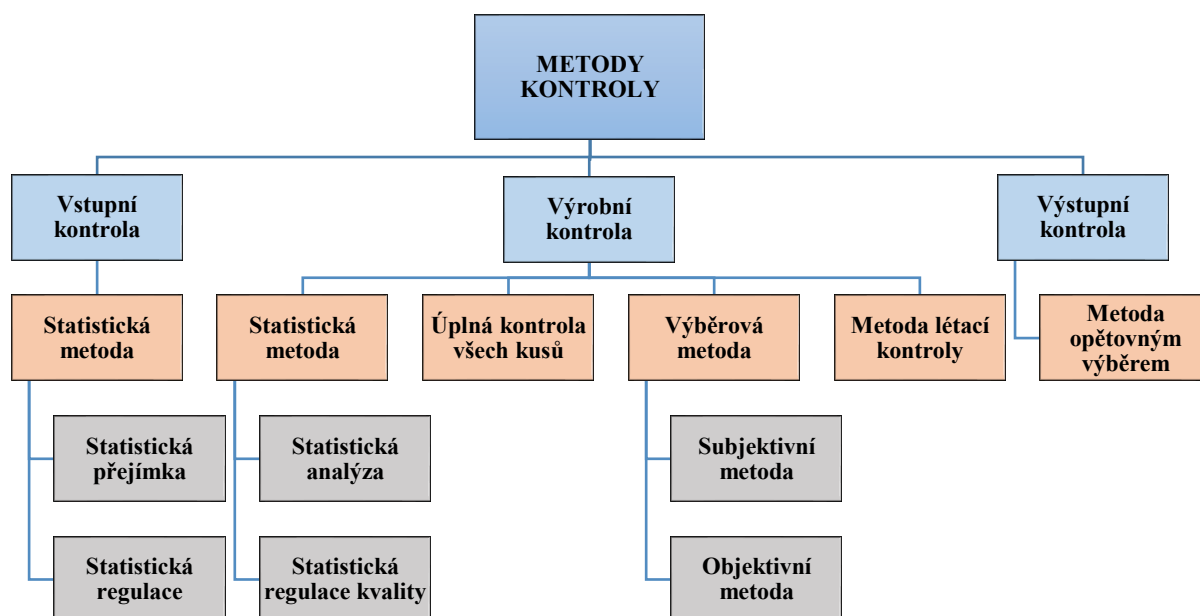 METODY
KONTROLY
Vstupní
kontrola
Výrobní
kontrola
Výstupní
kontrola
Statistická
metoda
Statistická
metoda
Úplná kontrola
všech kusů
Výběrová
metoda
Metoda létací
kontroly
Metoda
opětovným
výběrem
Statistická
přejímka
Statistická
analýza
Subjektivní
metoda
Statistická
regulace
Statistická
regulace kvality
Objektivní
metoda